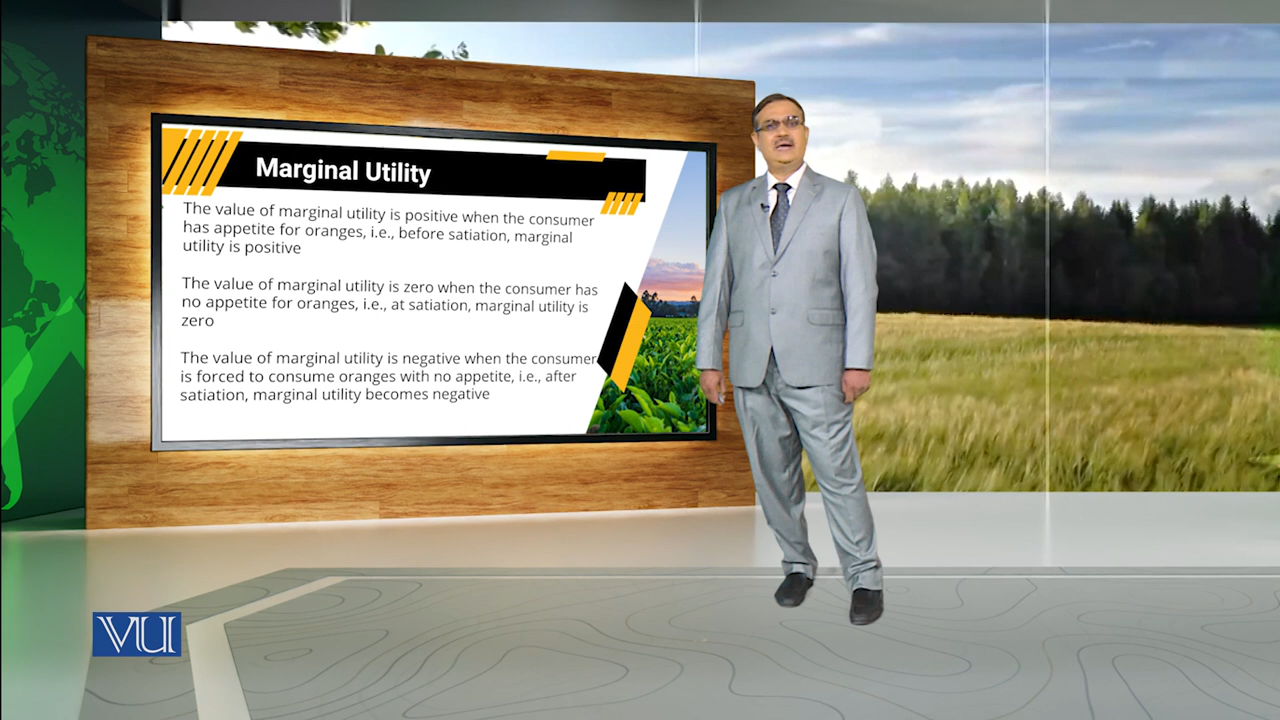 Marginal Utility
The value of marginal utility is positive when the consumer
has appetite for oranges, i.e., before satiation, marginal
utility is positive
The value of marginal utility is zero when the consumer has
no appetite for oranges, i.e., at satiation, marginal utility is
zero
The value of marginal utility is negative when the consumer
is forced to consume oranges with no appetite, i.e., after
satiation, marginal utility becomes negative
VU